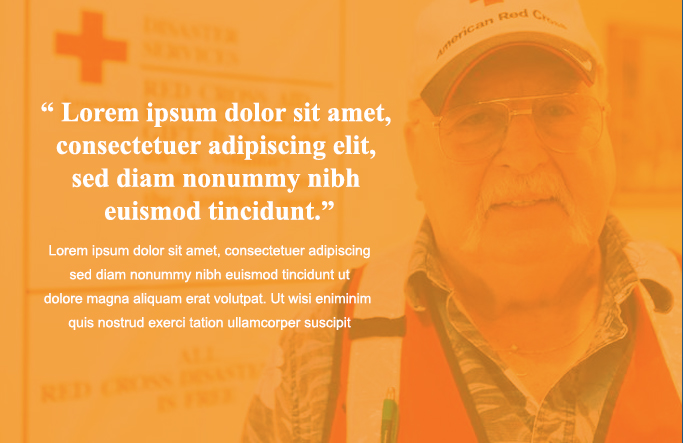 American Red Cross
DISASTER
SERVICES
RED CROSS
“ Lorem ipsum dolor sit amet,
consectetuer adipiscing elit,
sed diam nonummy nibh
euismod tincidunt.”
Lorem ipsum dolor sit amet, consectetuer adipiscing
sed diam nonummy nibh euismod tincidunt ut
dolore magna aliquam erat volutpat. Ut wisi eniminim
quis nostrud exerci tation ullamcorper suscipit
ALL
RED CROSS DISASTER
IS FREE